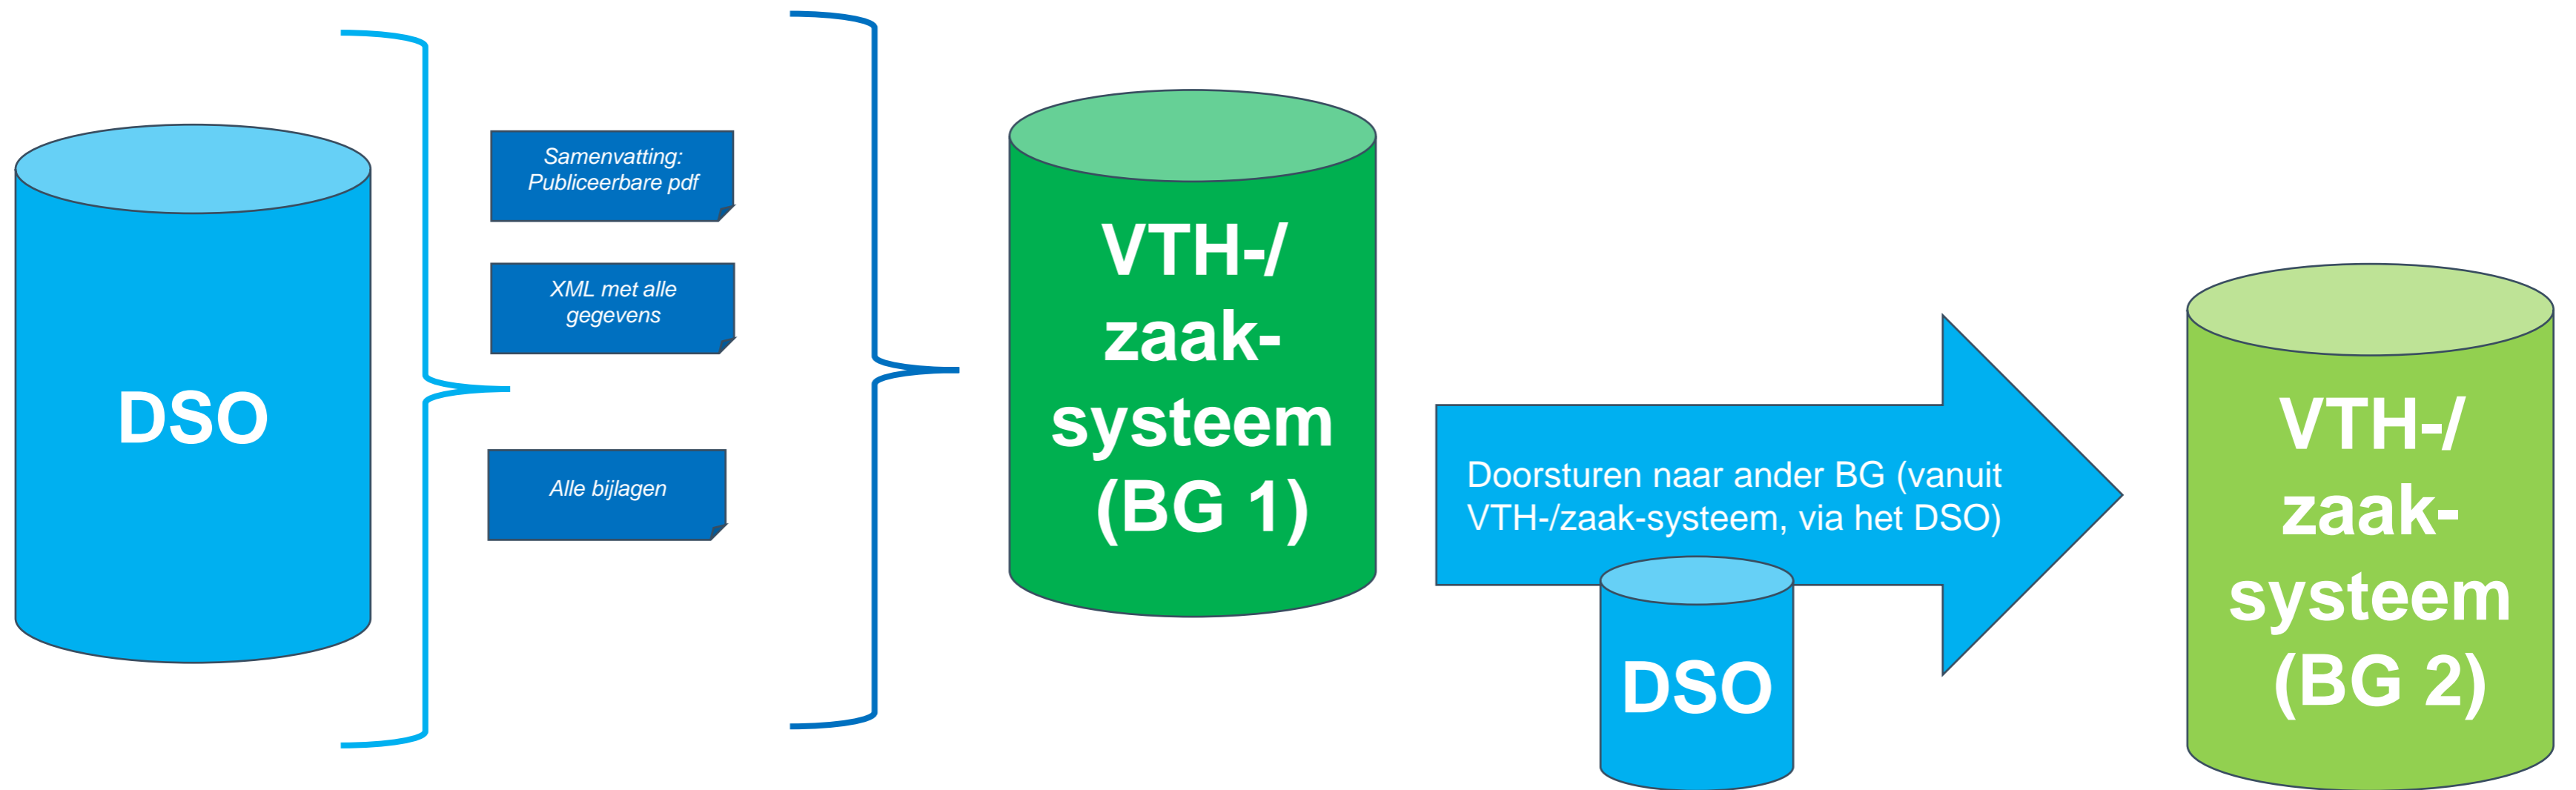 DSO
Samenvatting:
Publiceerbare pdf
XML met alle
gegevens
Alle bijlagen
VTH-/
zaak-
systeem
(BG 1)
Doorsturen naar ander BG (vanuit
VTH-/zaak-systeem, via het DSO)
DSO
VTH-/
zaak-
systeem
(BG 2)